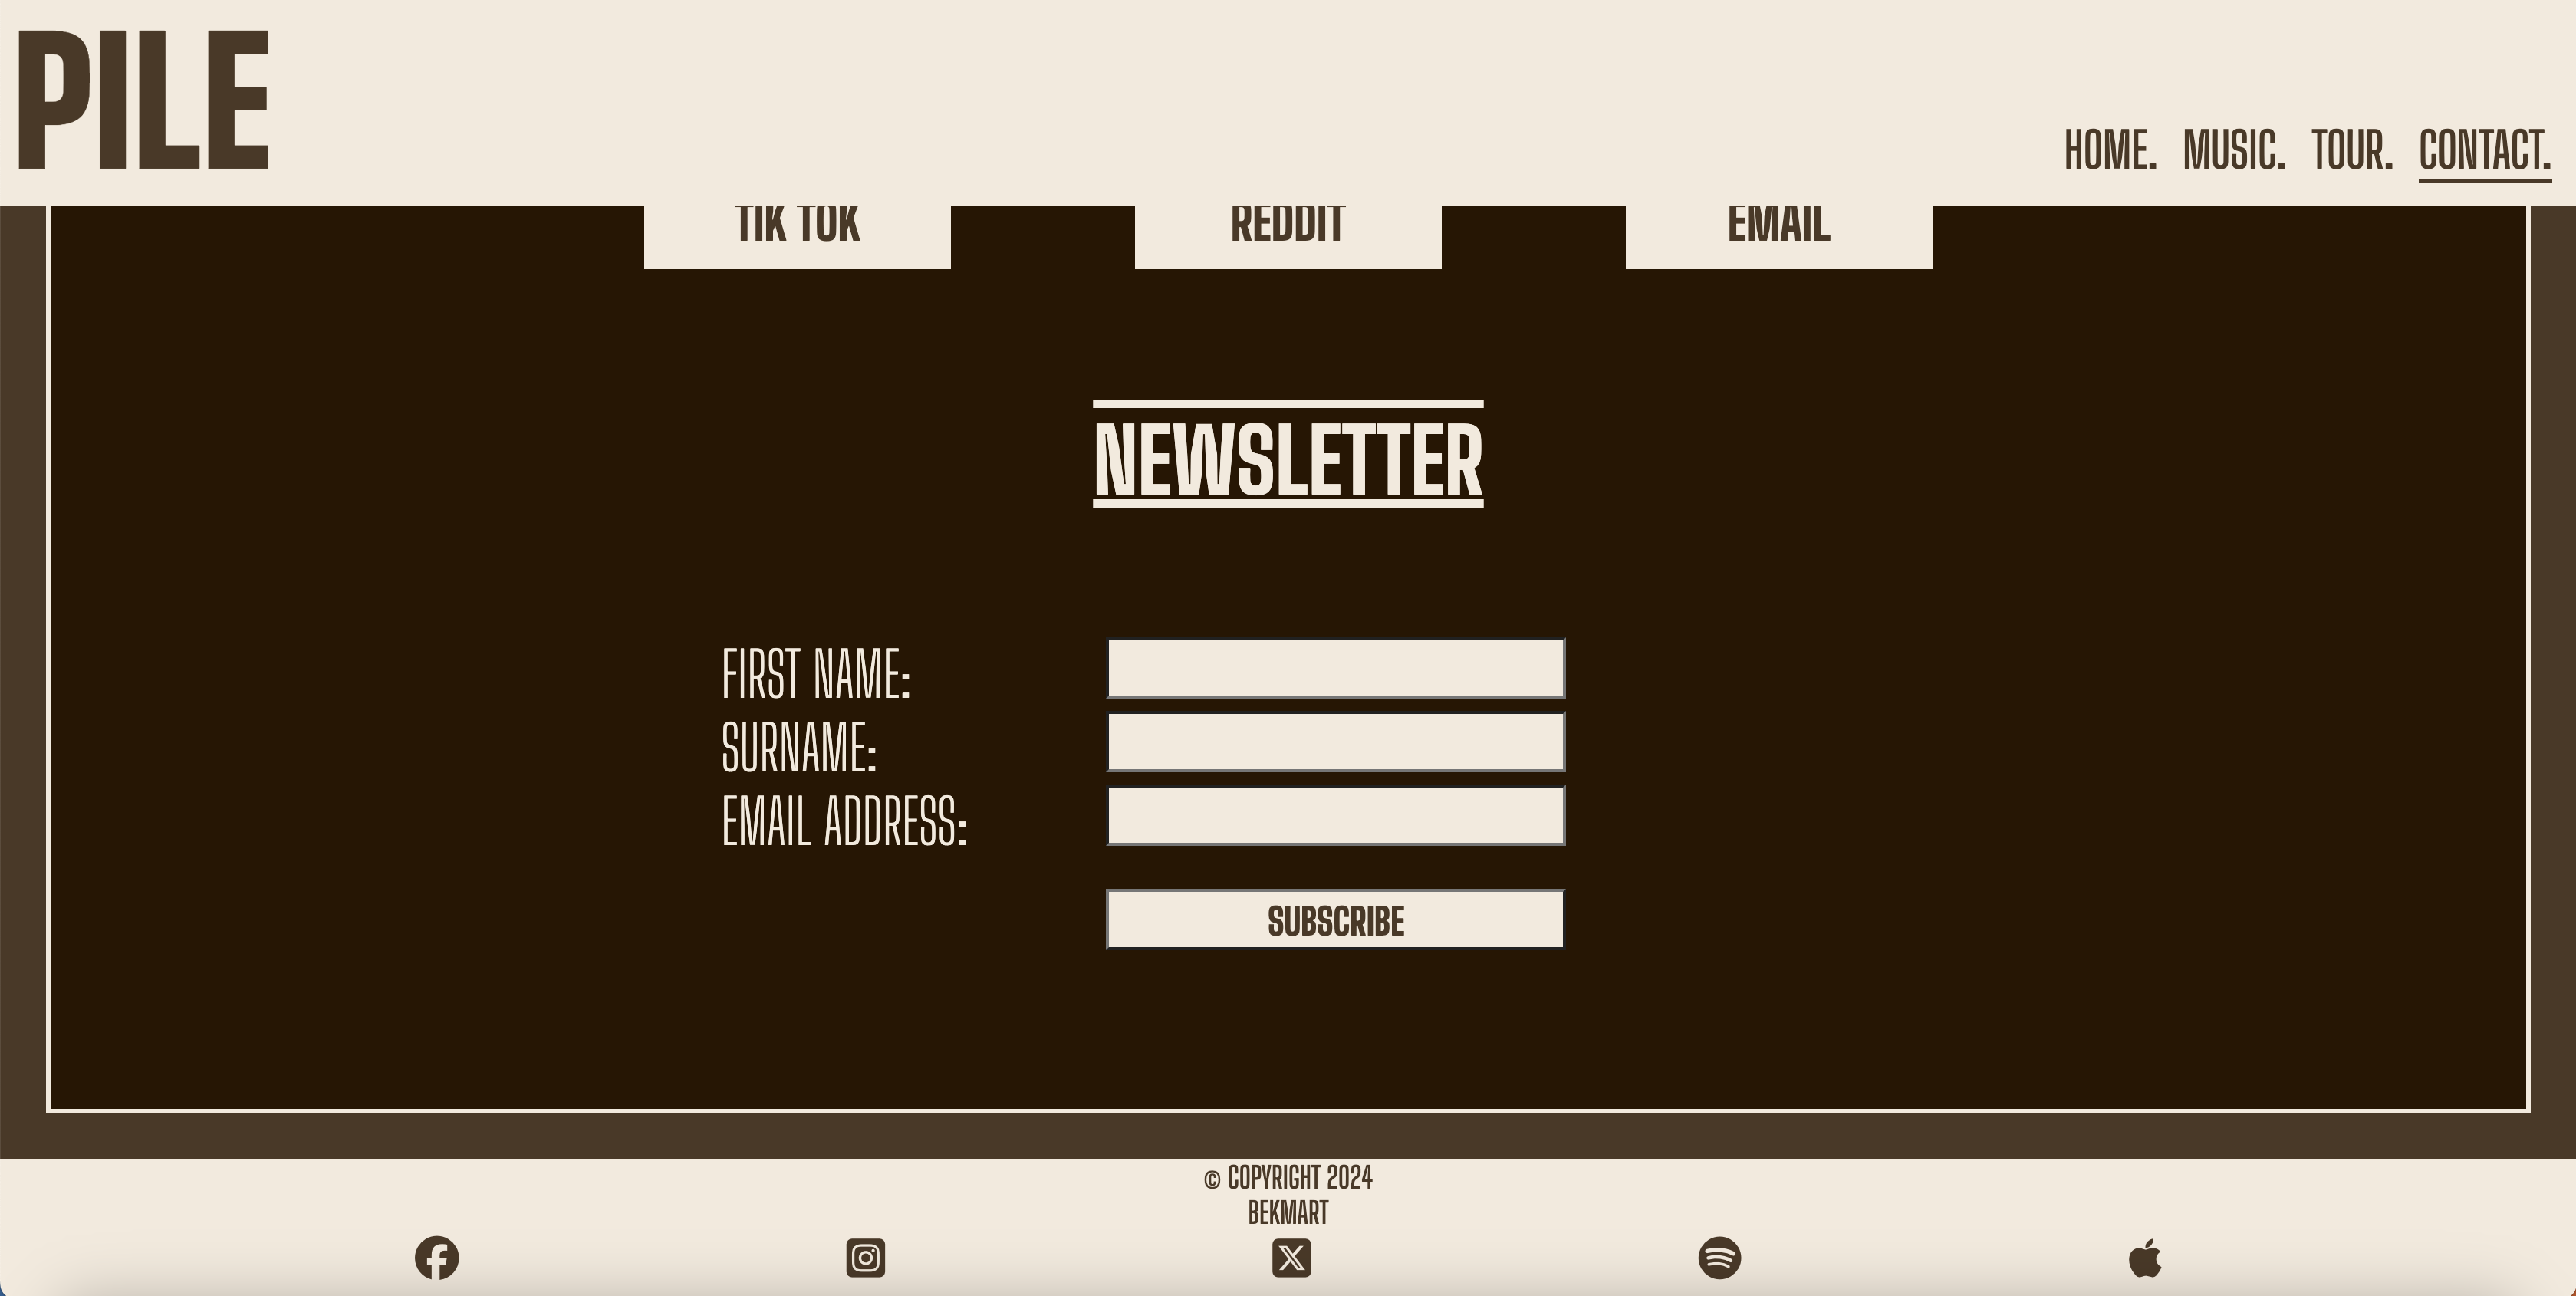 PILE
HOME. MUSIC. TOUR. CONTACT.
TIK TOK REDDIT EMAIL
NEWSLETTER
FIRST NAME:
SURNAME:
EMAIL ADDRESS:
SUBSCRIBE
© COPYRIGHT 2024
BEKMART